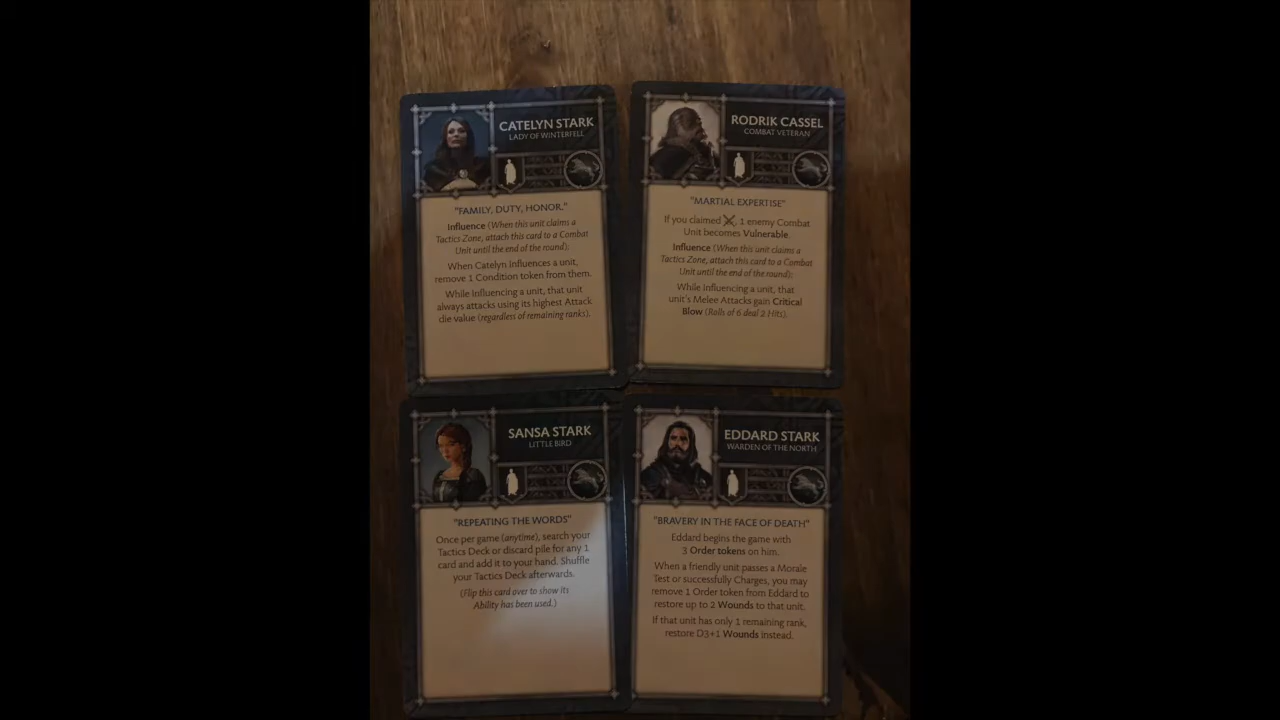 CATELYN STARK
LADY OF WINTERFELL
"FAMILY, DUTY, HONOR."
Influence (When this unit claims a
Tactics Zone, attach this card to a Combat
Unit until the end of the round):
When Catelyn Influences a unit,
remove 1 Condition token from them.
While Influencing a unit, that unit
always attacks using its highest Attack
die value (regardless of remaining ranks).
RODRIK CASSEL
COMBAT VETERAN
"MARTIAL EXPERTISE"
If you claimed , 1 enemy Combat
Unit becomes Vulnerable.
Influence (When this unit claims a
Tactics Zone, attach this card to a Combat
Unit until the end of the round):
While Influencing a unit, that
unit's Melee Attacks gain Critical
Blow (Rolls of 6 deal 2 Hits).
SANSA STARK
LITTLE BIRD
"REPEATING THE WORDS"
Once per game (anytime), search your
Tactics Deck or discard pile for any 1
card and add it to your hand. Shuffle
your Tactics Deck afterwards.
(Flip this card over to show its
Ability has been used.)
EDDARD STARK
WARDEN OF THE NORTH
"BRAVERY IN THE FACE OF DEATH"
Eddard begins the game with
3 Order tokens on him.
When a friendly unit passes a Morale
Test or successfully Charges, you may
remove 1 Order token from Eddard to
restore up to 2 Wounds to that unit.
If that unit has only 1 remaining rank,
restore D3+1 Wounds instead.